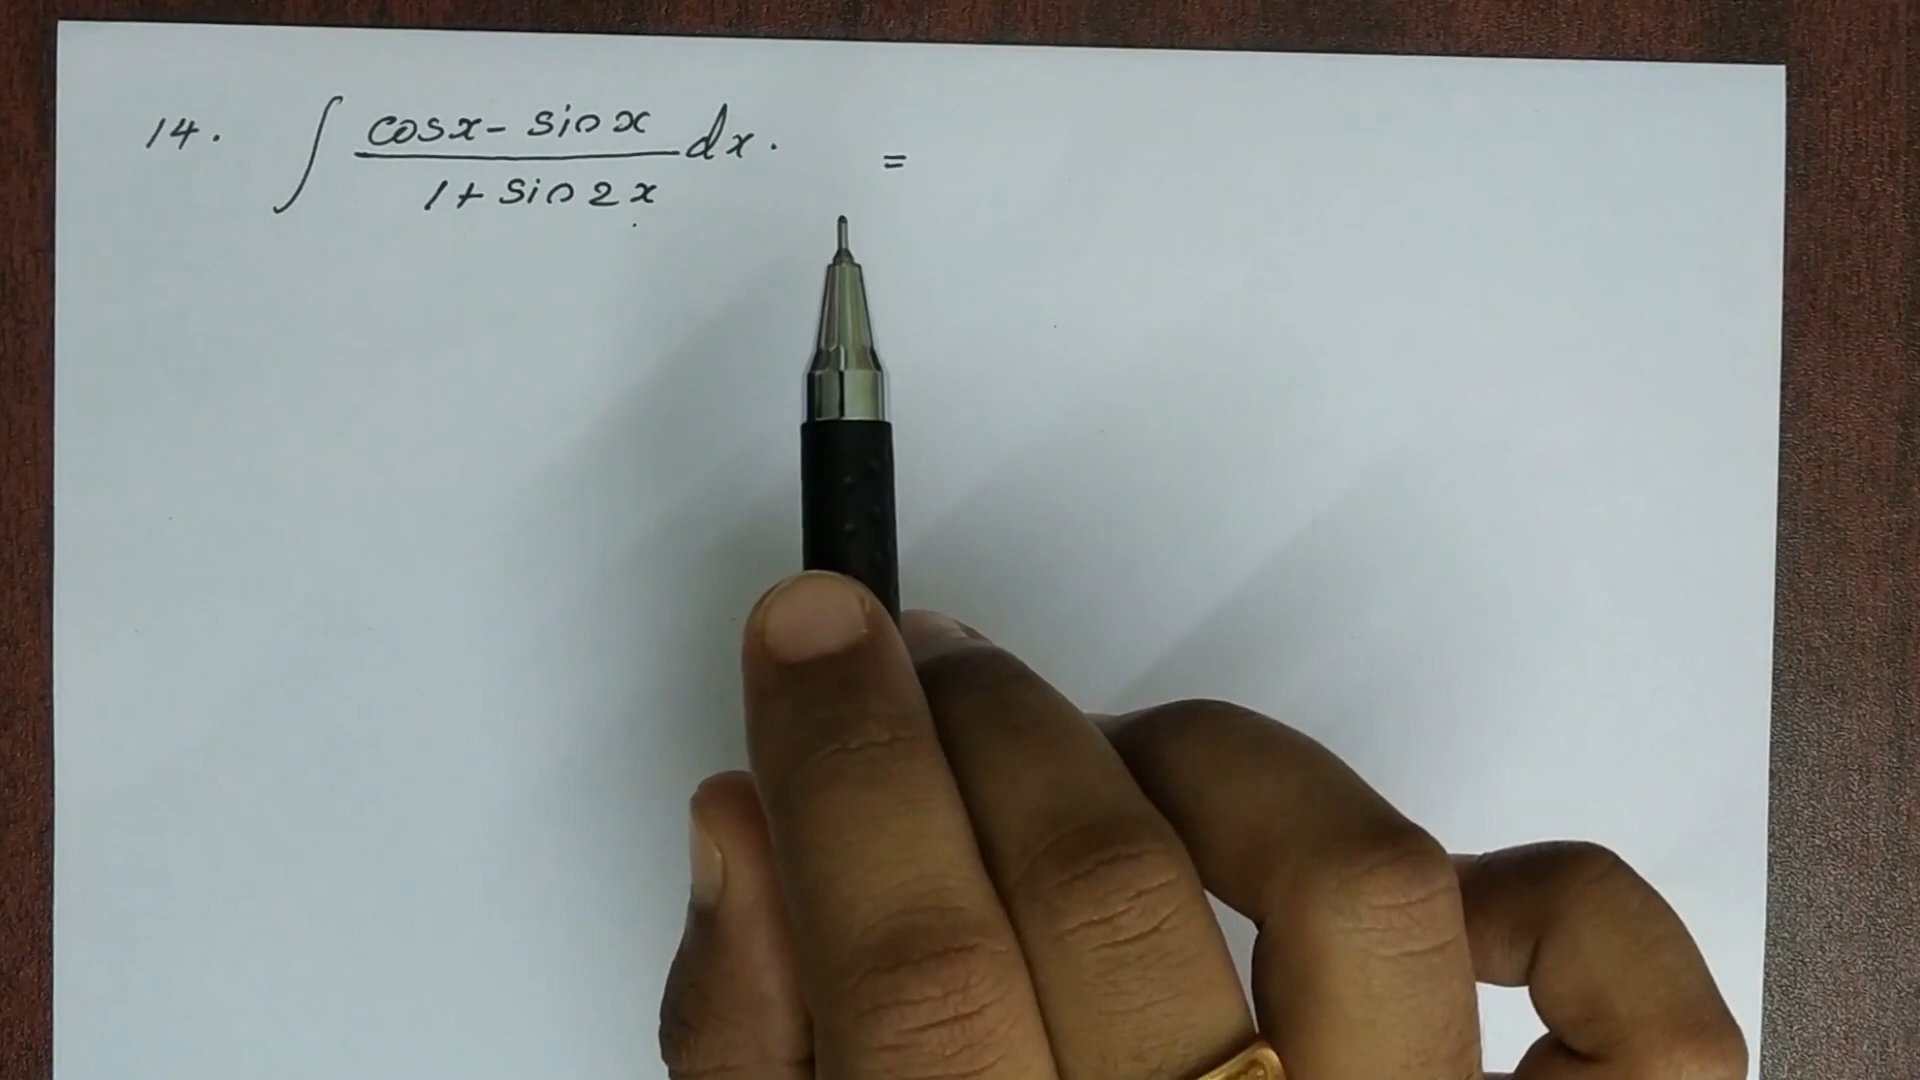 14. ∫ (cosx - sinx)/(1 + sin2x) dx. =